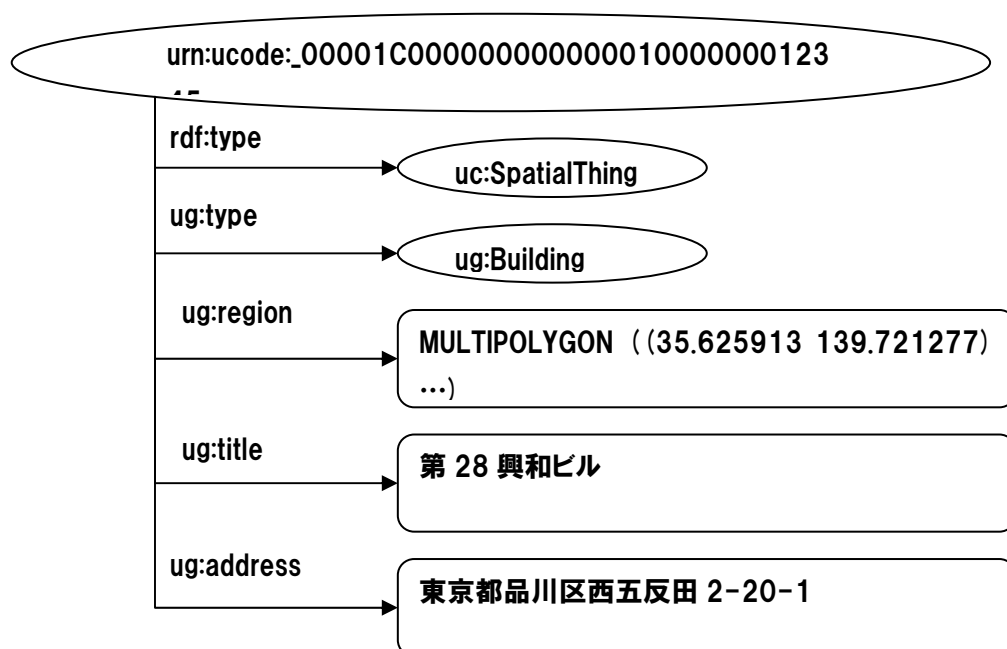 urn:ucode:_00001C00000000000000010000000123
rdf:type
uc:SpatialThing
ug:type
ug:Building
ug:region
MULTIPOLYGON ((35.625913 139.721277)
…)
ug:title
第 28 興和ビル
ug:address
東京都品川区西五反田 2-20-1